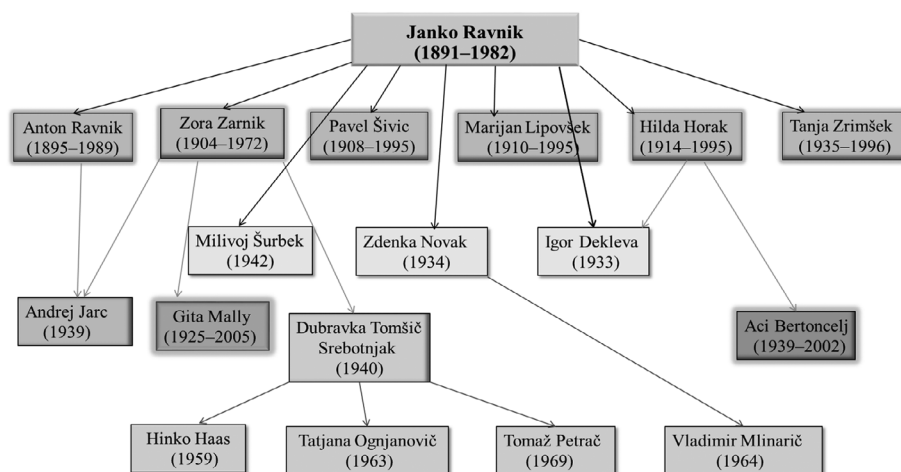 Janko Ravnik
(1891–1982)
Anton Ravnik
(1895–1989)
Zora Zarnik
(1904–1972)
Pavel Šivic
(1908–1995)
Marijan Lipovšek
(1910–1995)
Hilda Horak
(1914–1995)
Tanja Zrimšek
(1935–1996)
Milivoj Šurbek
(1942)
Zdenka Novak
(1934)
Igor Dekleva
(1933)
Andrej Jarc
(1939)
Gita Mally
(1925–2005)
Dubravka Tomšič
Srebotnjak
(1940)
Aci Bertoncelj
(1939–2002)
Hinko Haas
(1959)
Tatjana Ognjanovič
(1963)
Tomaž Petrač
(1969)
Vladimir Mlinarič
(1964)